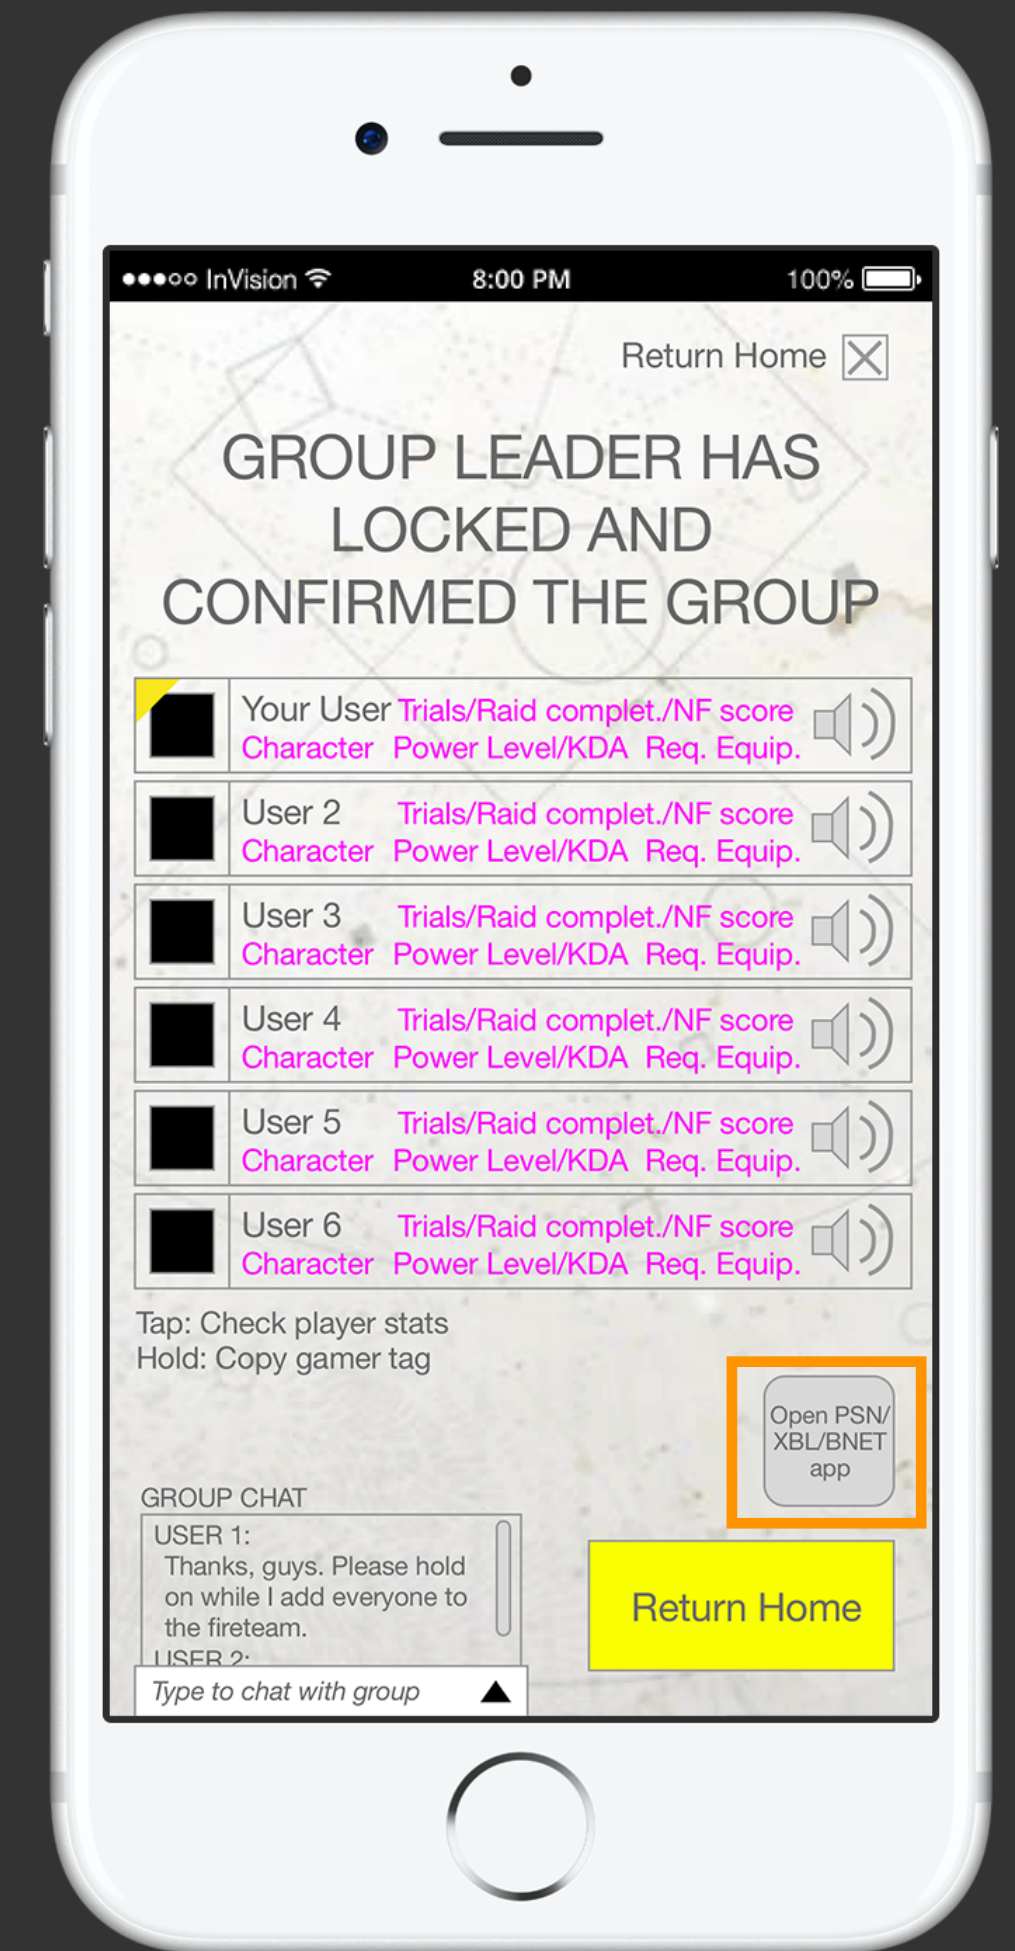 InVision 8:00 PM 100%
Return Home
GROUP LEADER HAS
LOCKED AND
CONFIRMED THE GROUP
Your User Trials/Raid complet./NF score
Character Power Level/KDA Req. Equip.
User 2 Trials/Raid complet./NF score
Character Power Level/KDA Req. Equip.
User 3 Trials/Raid complet./NF score
Character Power Level/KDA Req. Equip.
User 4 Trials/Raid complet./NF score
Character Power Level/KDA Req. Equip.
User 5 Trials/Raid complet./NF score
Character Power Level/KDA Req. Equip.
User 6 Trials/Raid complet./NF score
Character Power Level/KDA Req. Equip.
Tap: Check player stats
Hold: Copy gamer tag
Open PSN/
XBL/BNET
app
GROUP CHAT
USER 1:
Thanks, guys. Please hold
on while I add everyone to
the fireteam.
USER 2:
Type to chat with group
Return Home